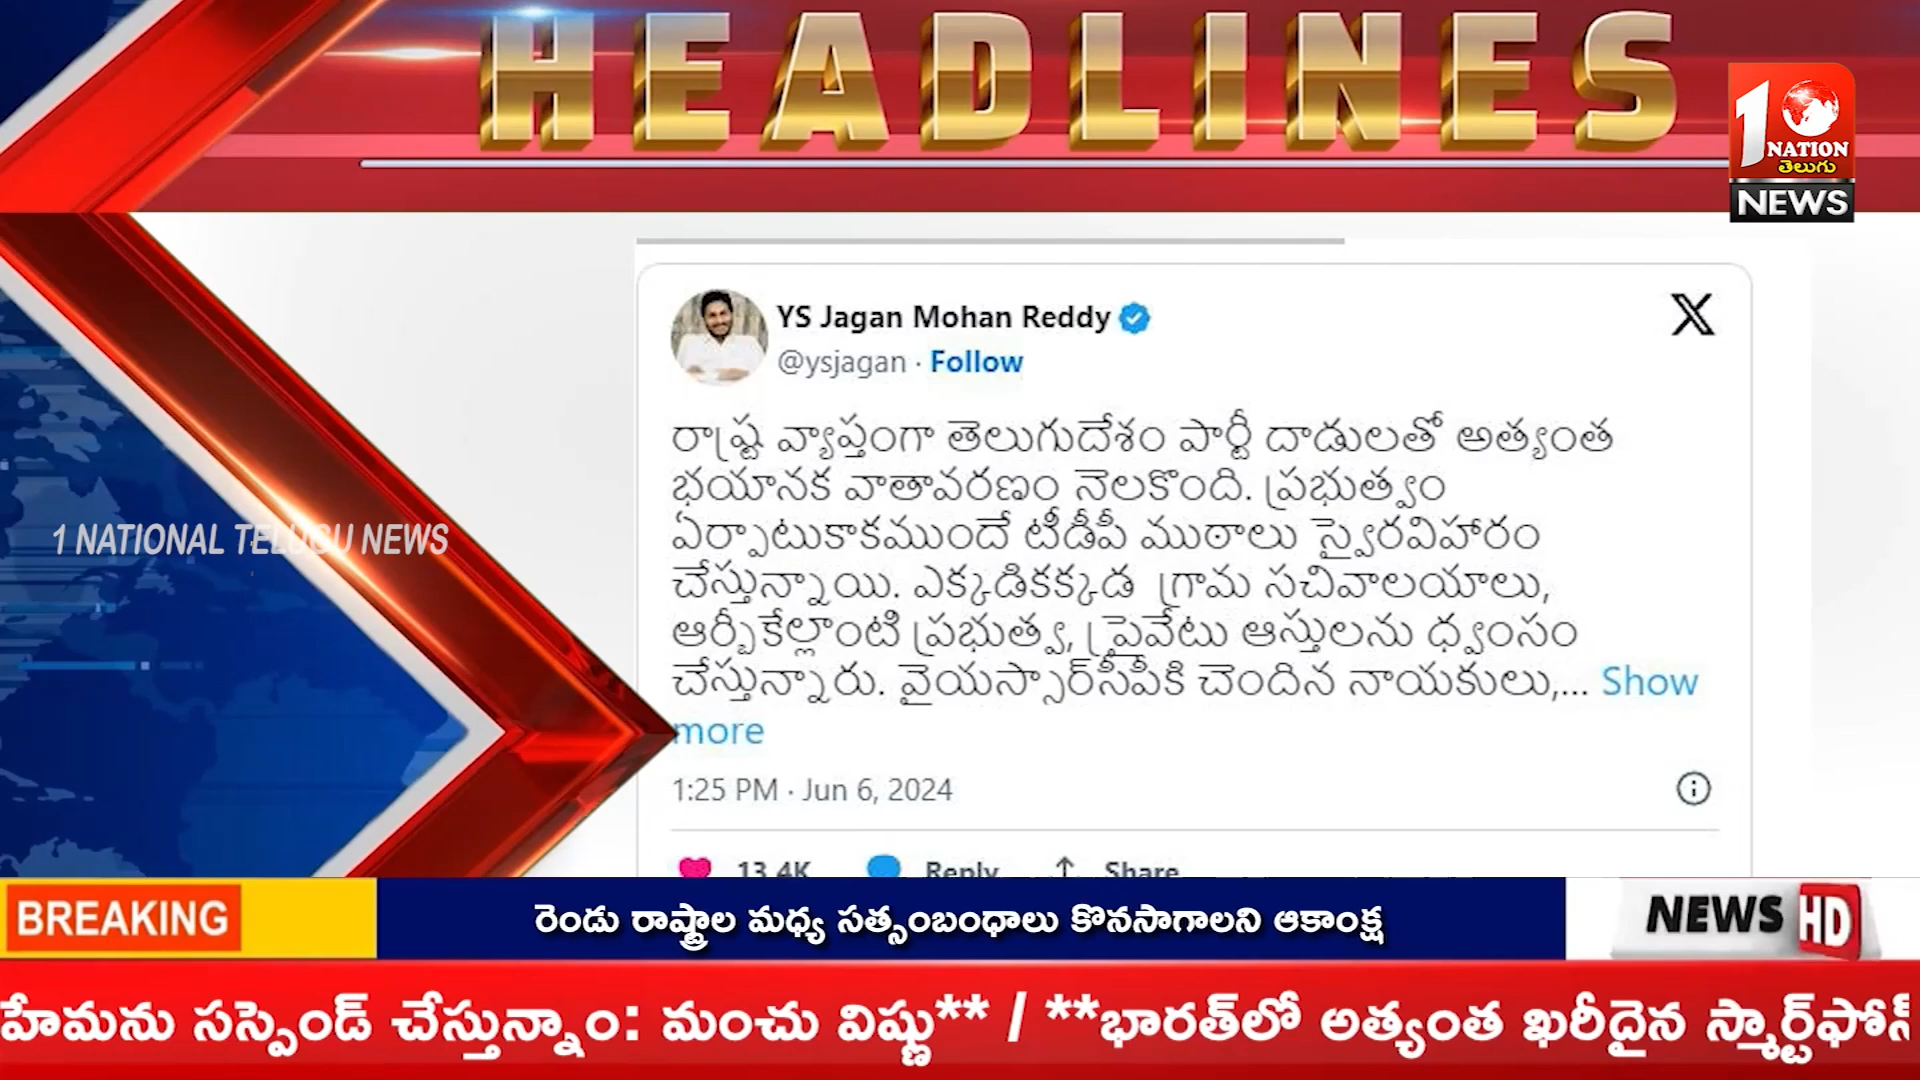 HEADLINES
1 NATION
తెలుగు
NEWS
YS Jagan Mohan Reddy
@ysjagan · Follow
రాష్ట్ర వ్యాప్తంగా తెలుగుదేశం పార్టీ దాడులతో అత్యంత
భయానక వాతావరణం నెలకొంది. ప్రభుత్వం
ఏర్పాటుకాకముందే టీడీపీ ముఠాలు స్వైరవిహారం
చేస్తున్నాయి. ఎక్కడికక్కడ గ్రామ సచివాలయాలు,
ఆర్బీకేల్లాంటి ప్రభుత్వ, ప్రైవేటు ఆస్తులను ధ్వంసం
చేస్తున్నారు. వైయస్సార్‌సీపీకి చెందిన నాయకులు,... Show
more
1:25 PM · Jun 6, 2024
13.4K Reply Share
1 NATIONAL TELUGU NEWS
BREAKING
రెండు రాష్ట్రాల మధ్య సత్సంబంధాలు కొనసాగాలని ఆకాంక్ష
NEWS HD
హేమను సస్పెండ్ చేస్తున్నాం: మంచు విష్ణు** / **భారత్‌లో అత్యంత ఖరీదైన స్మార్ట్‌ఫోన్